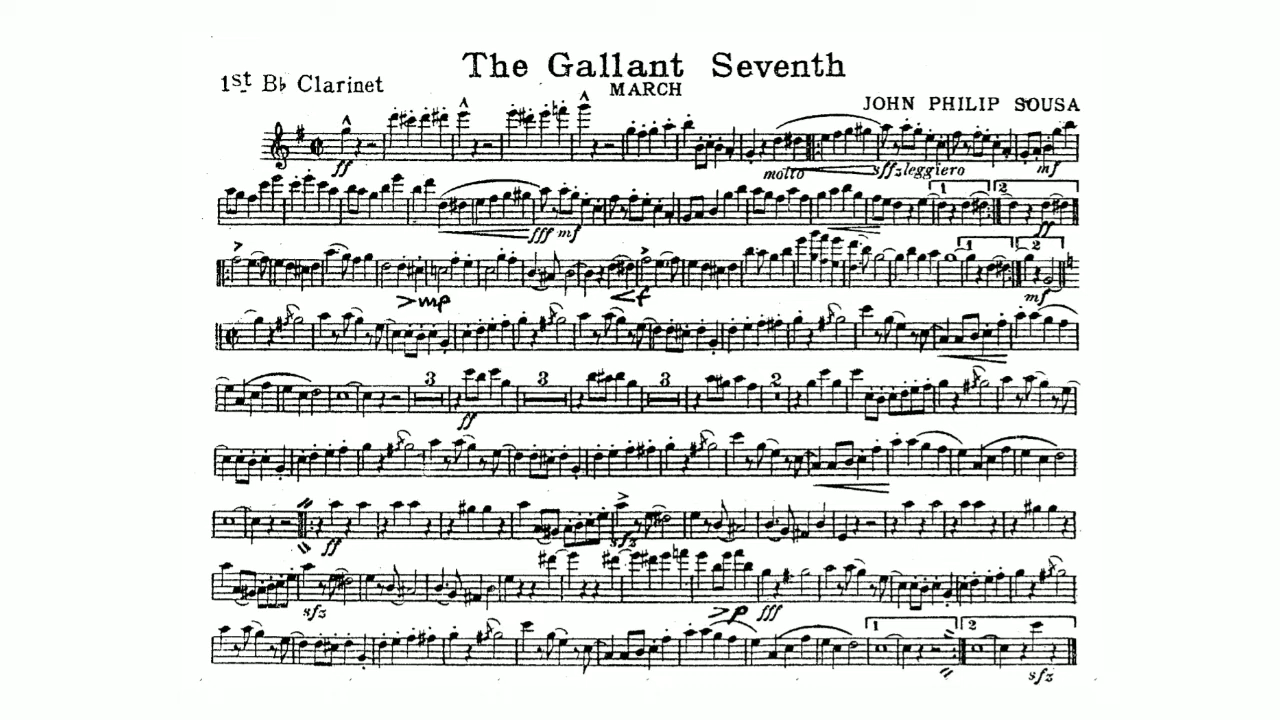 The Gallant Seventh
1st B♭ Clarinet
MARCH
JOHN PHILIP SOUSA
ff molto sffz leggiero mf
1 2
fff mf ff
1 2
>mp <f mf
3 3 3 2
ff
ff sfz
sfz >p fff
1 2
sfz